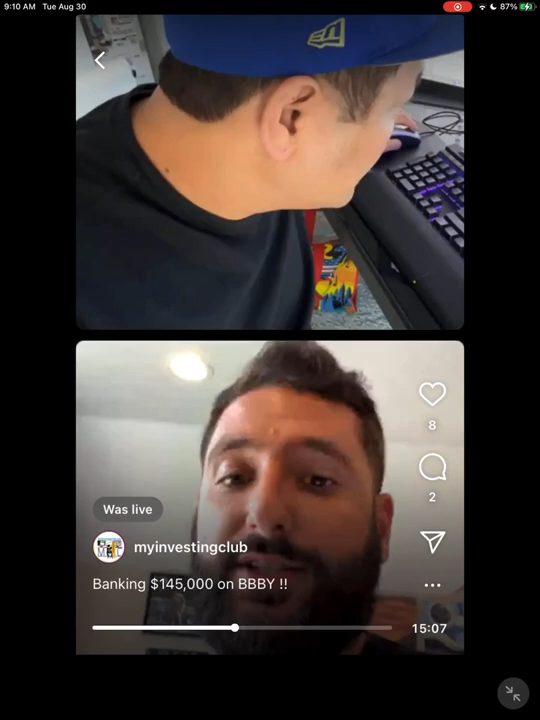 9:10 AM Tue Aug 30
87%
8
2
Was live
myinvestingclub
Banking $145,000 on BBBY !!
15:07